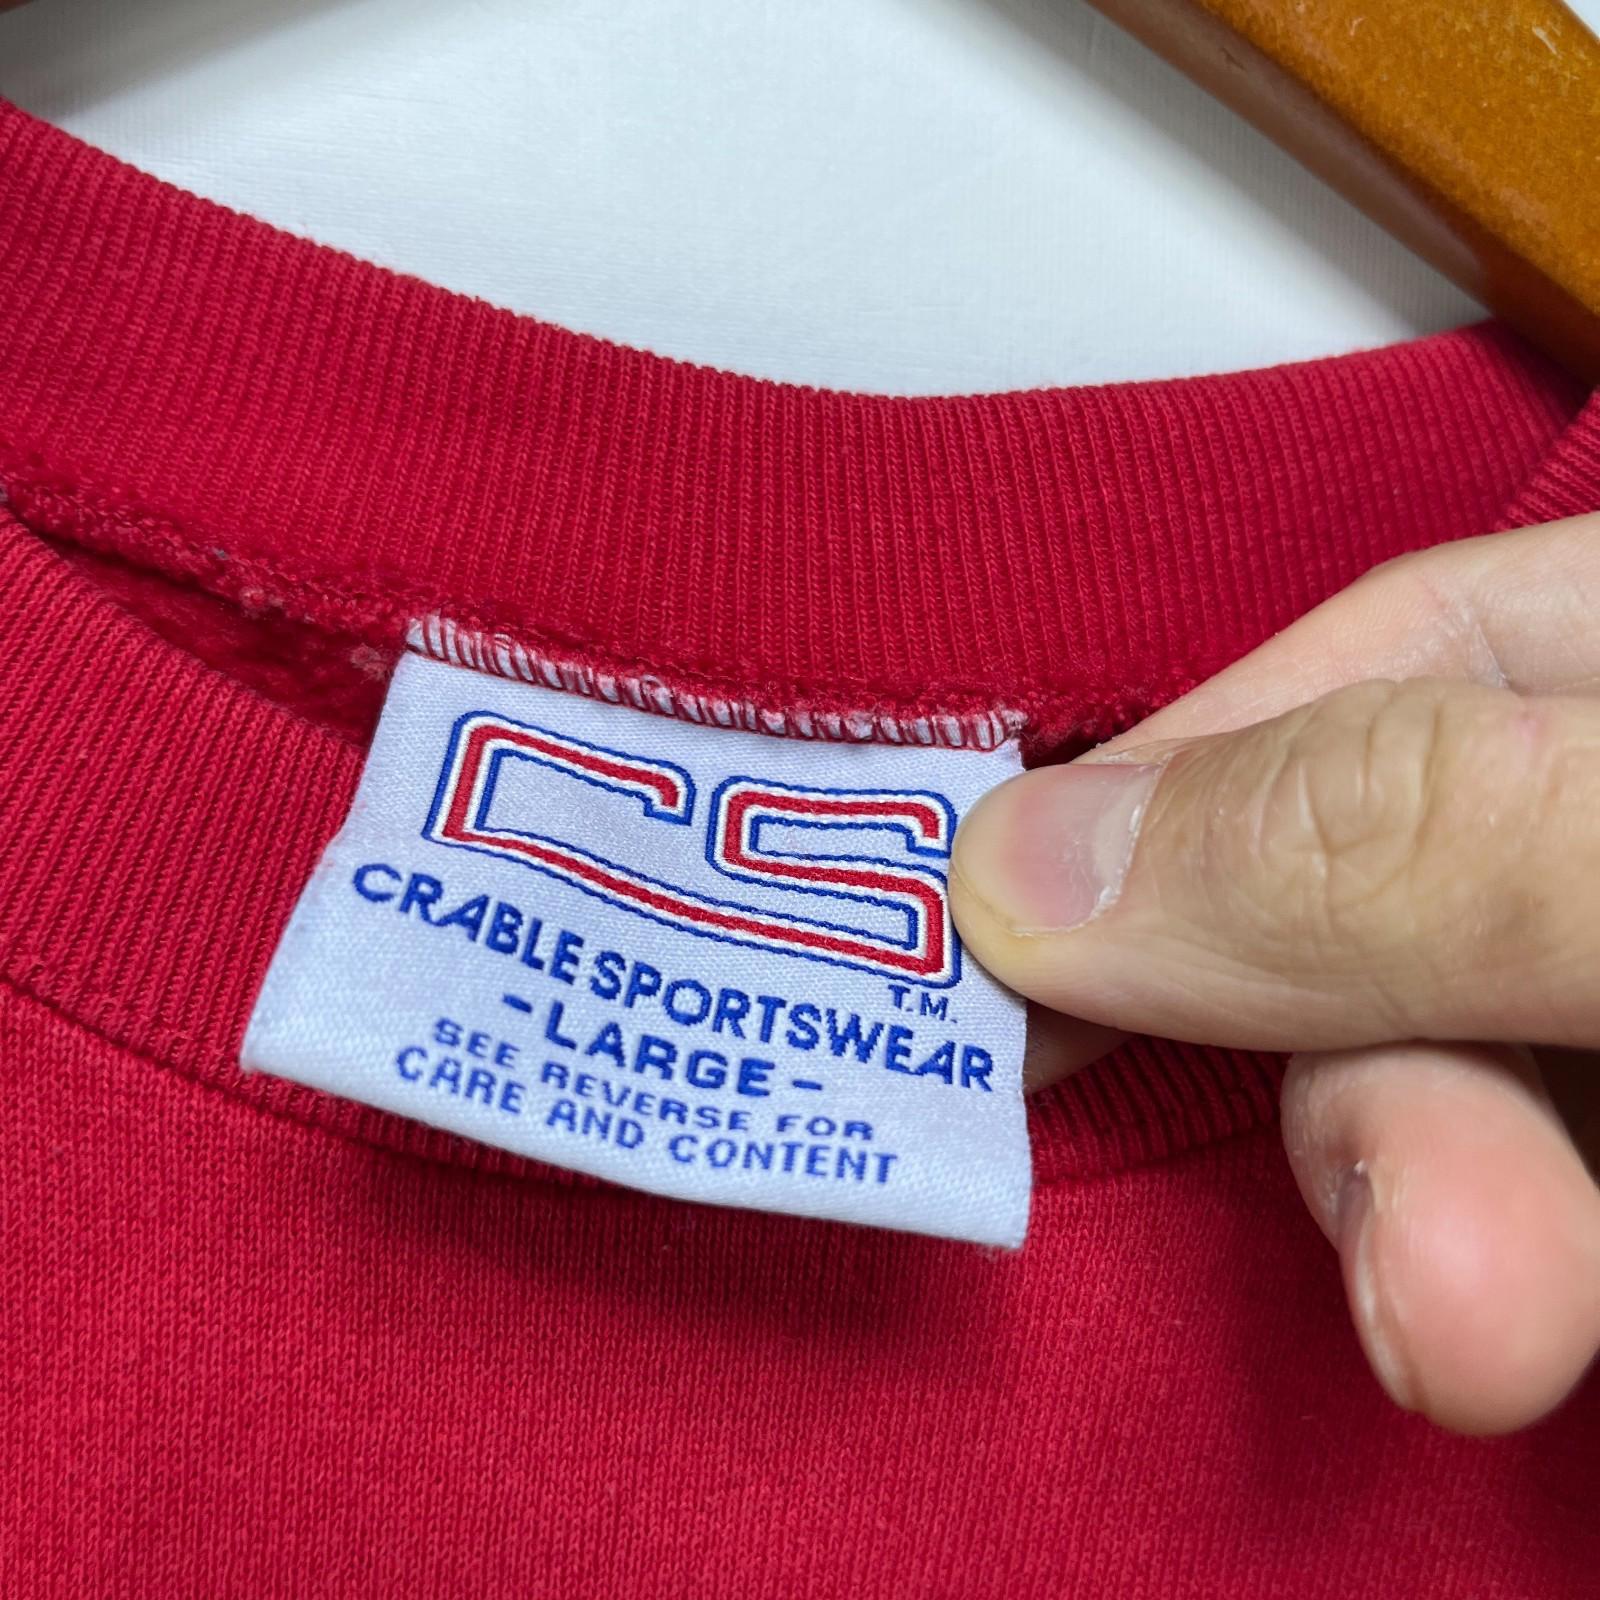 CS
CRABLE SPORTSWEAR
T.M.
-LARGE-
SEE REVERSE FOR
CARE AND CONTENT